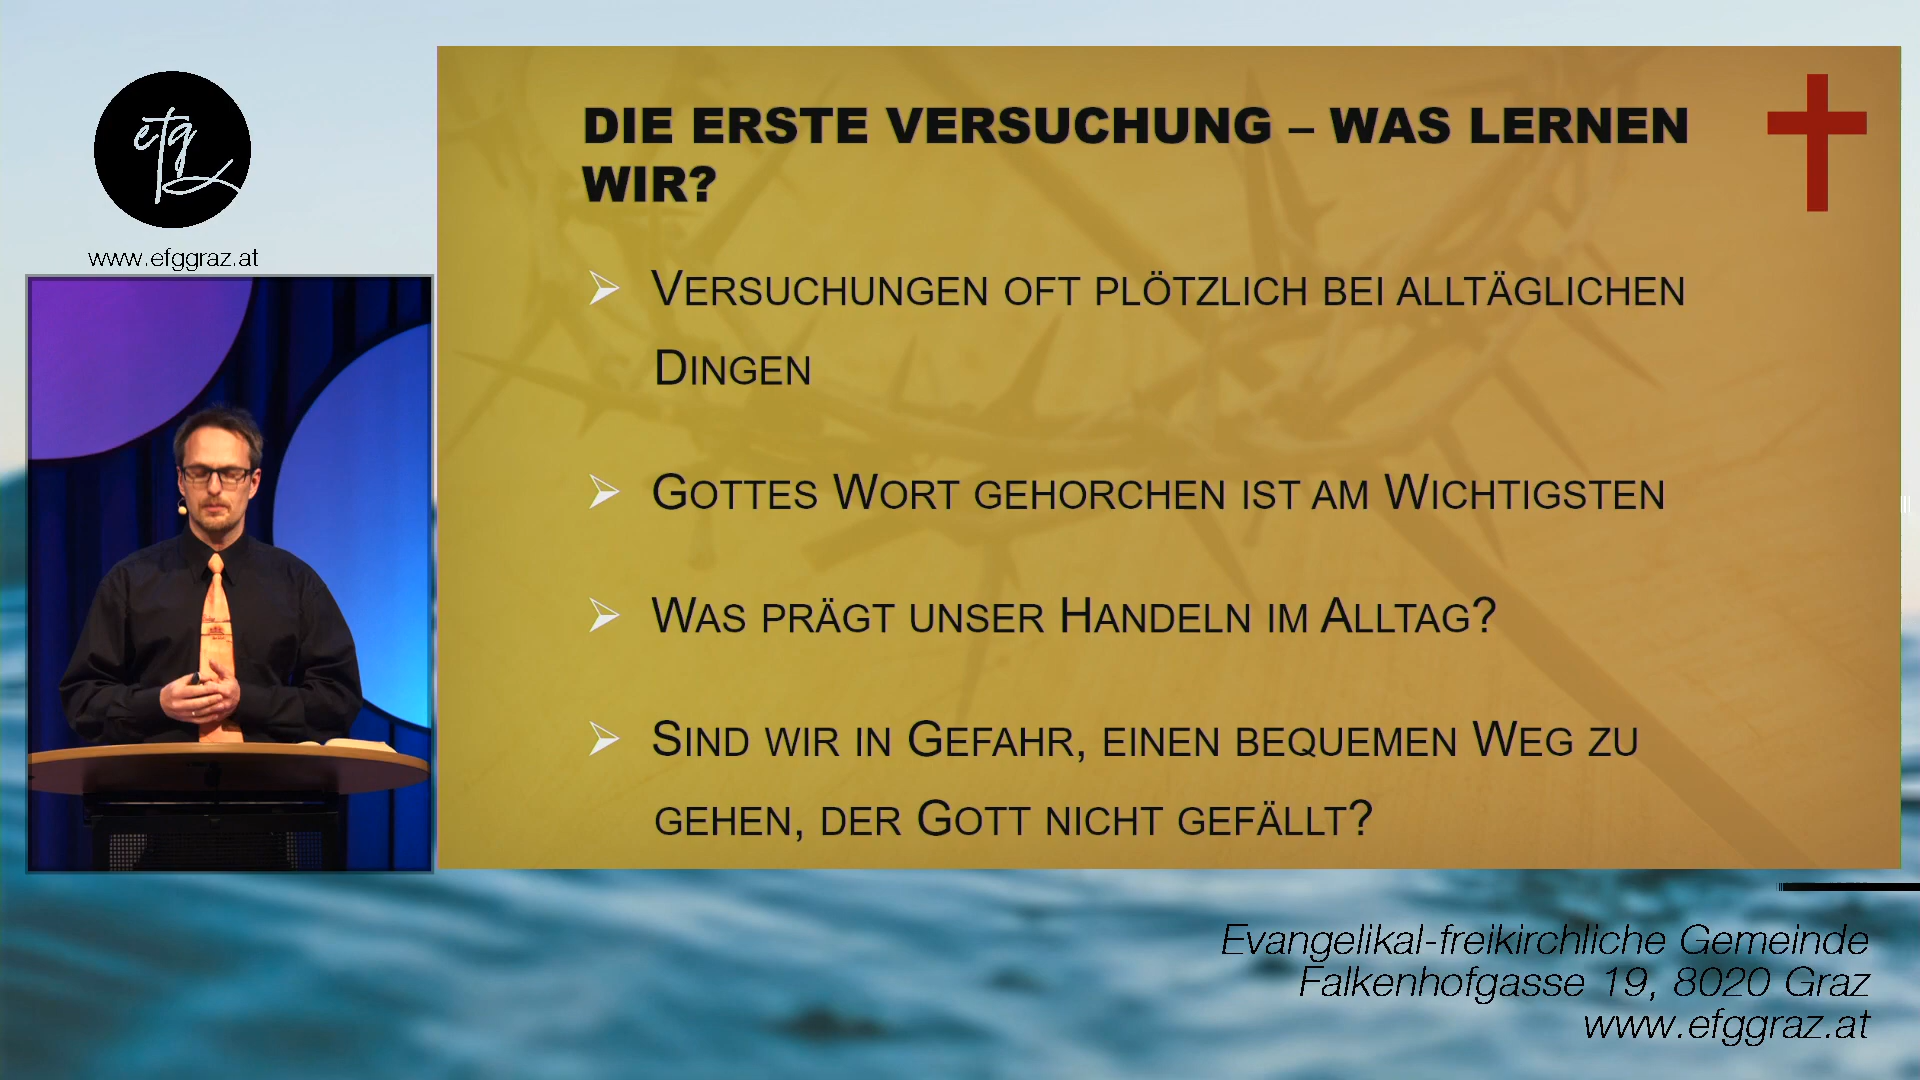 efg
www.efggraz.at
DIE ERSTE VERSUCHUNG – WAS LERNEN
WIR?
VERSUCHUNGEN OFT PLÖTZLICH BEI ALLTÄGLICHEN
DINGEN
GOTTES WORT GEHORCHEN IST AM WICHTIGSTEN
WAS PRÄGT UNSER HANDELN IM ALLTAG?
SIND WIR IN GEFAHR, EINEN BEQUEMEN WEG ZU
GEHEN, DER GOTT NICHT GEFÄLLT?
Evangelikal-freikirchliche Gemeinde
Falkenhofgasse 19, 8020 Graz
www.efggraz.at